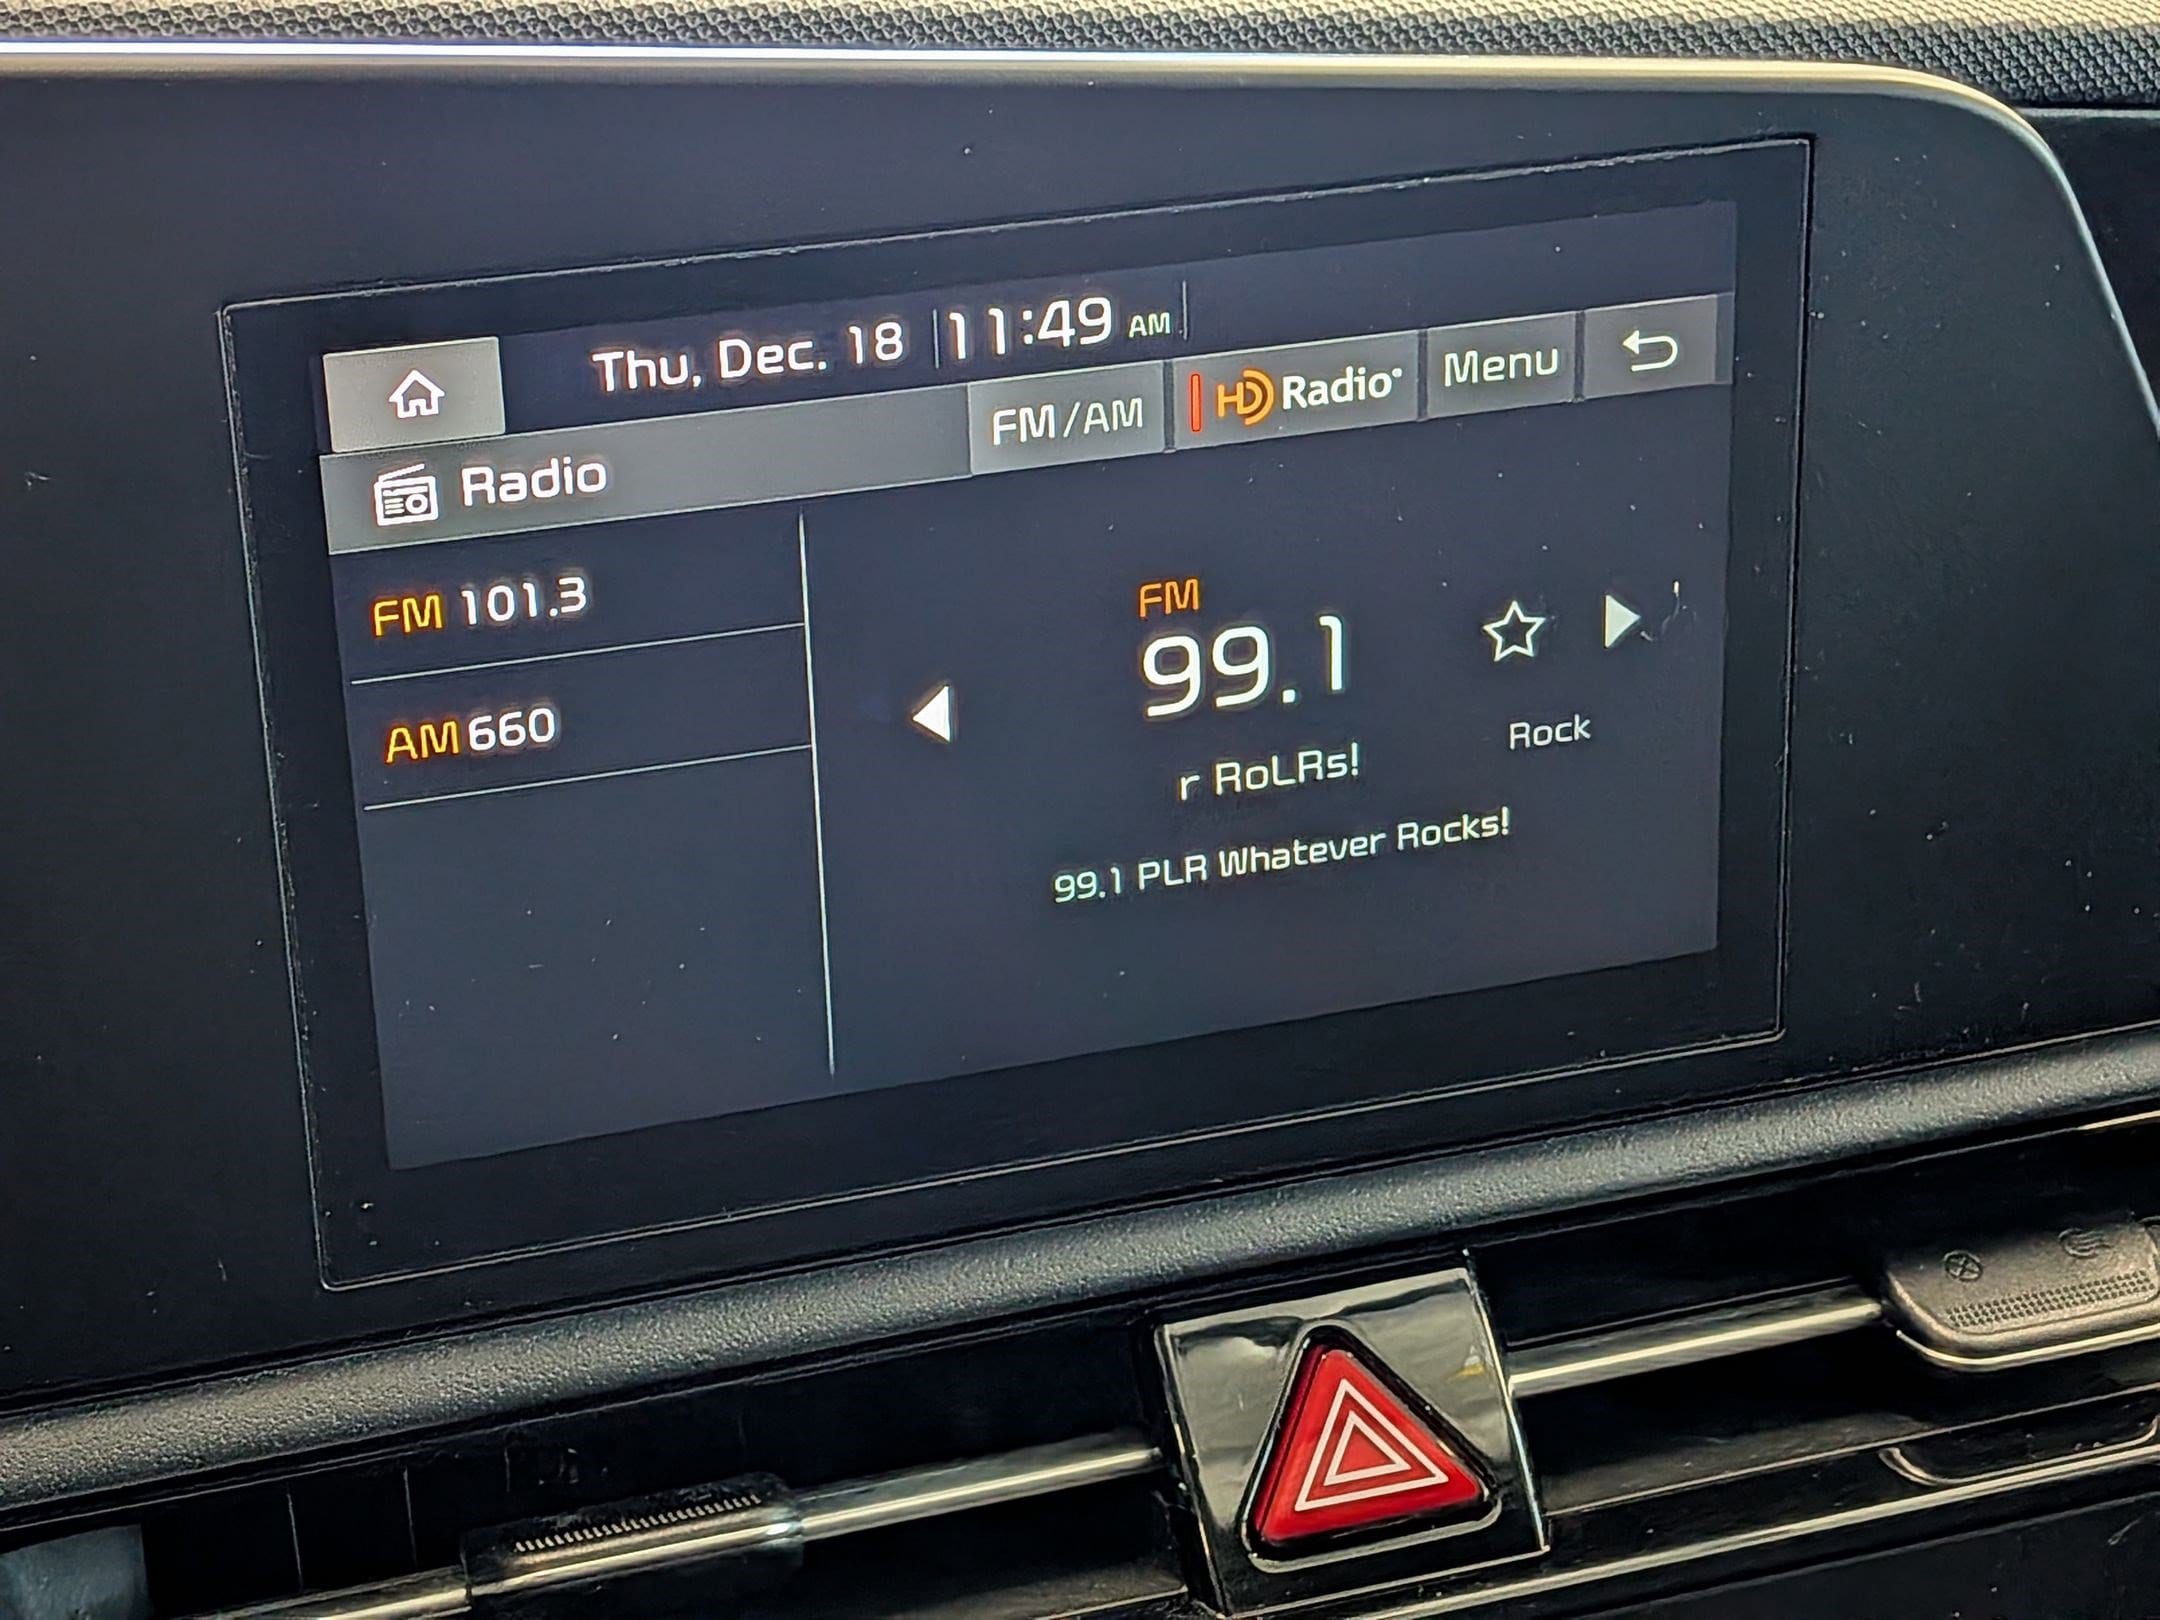 Thu, Dec. 18 11:49 AM
Radio FM/AM HD Radio Menu
FM 101.3
AM 660
FM
99.1
r RoLRs!
Rock
99.1 PLR Whatever Rocks!